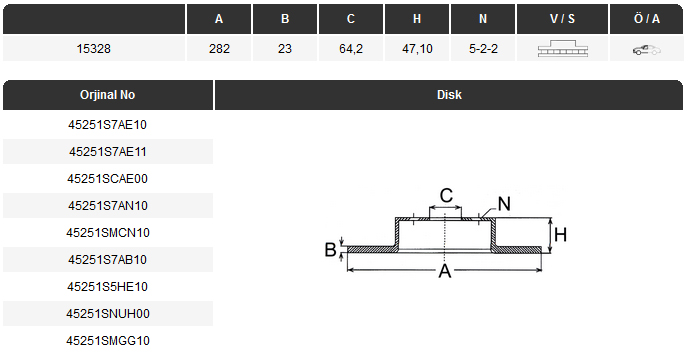 A B C H N V / S Ö / A
15328 282 23 64,2 47,10 5-2-2
Orjinal No Disk
45251S7AE10
45251S7AE11
45251SCAE00
45251S7AN10
45251SMCN10
45251S7AB10
45251S5HE10
45251SNUH00
45251SMGG10
C
N
H
B
A